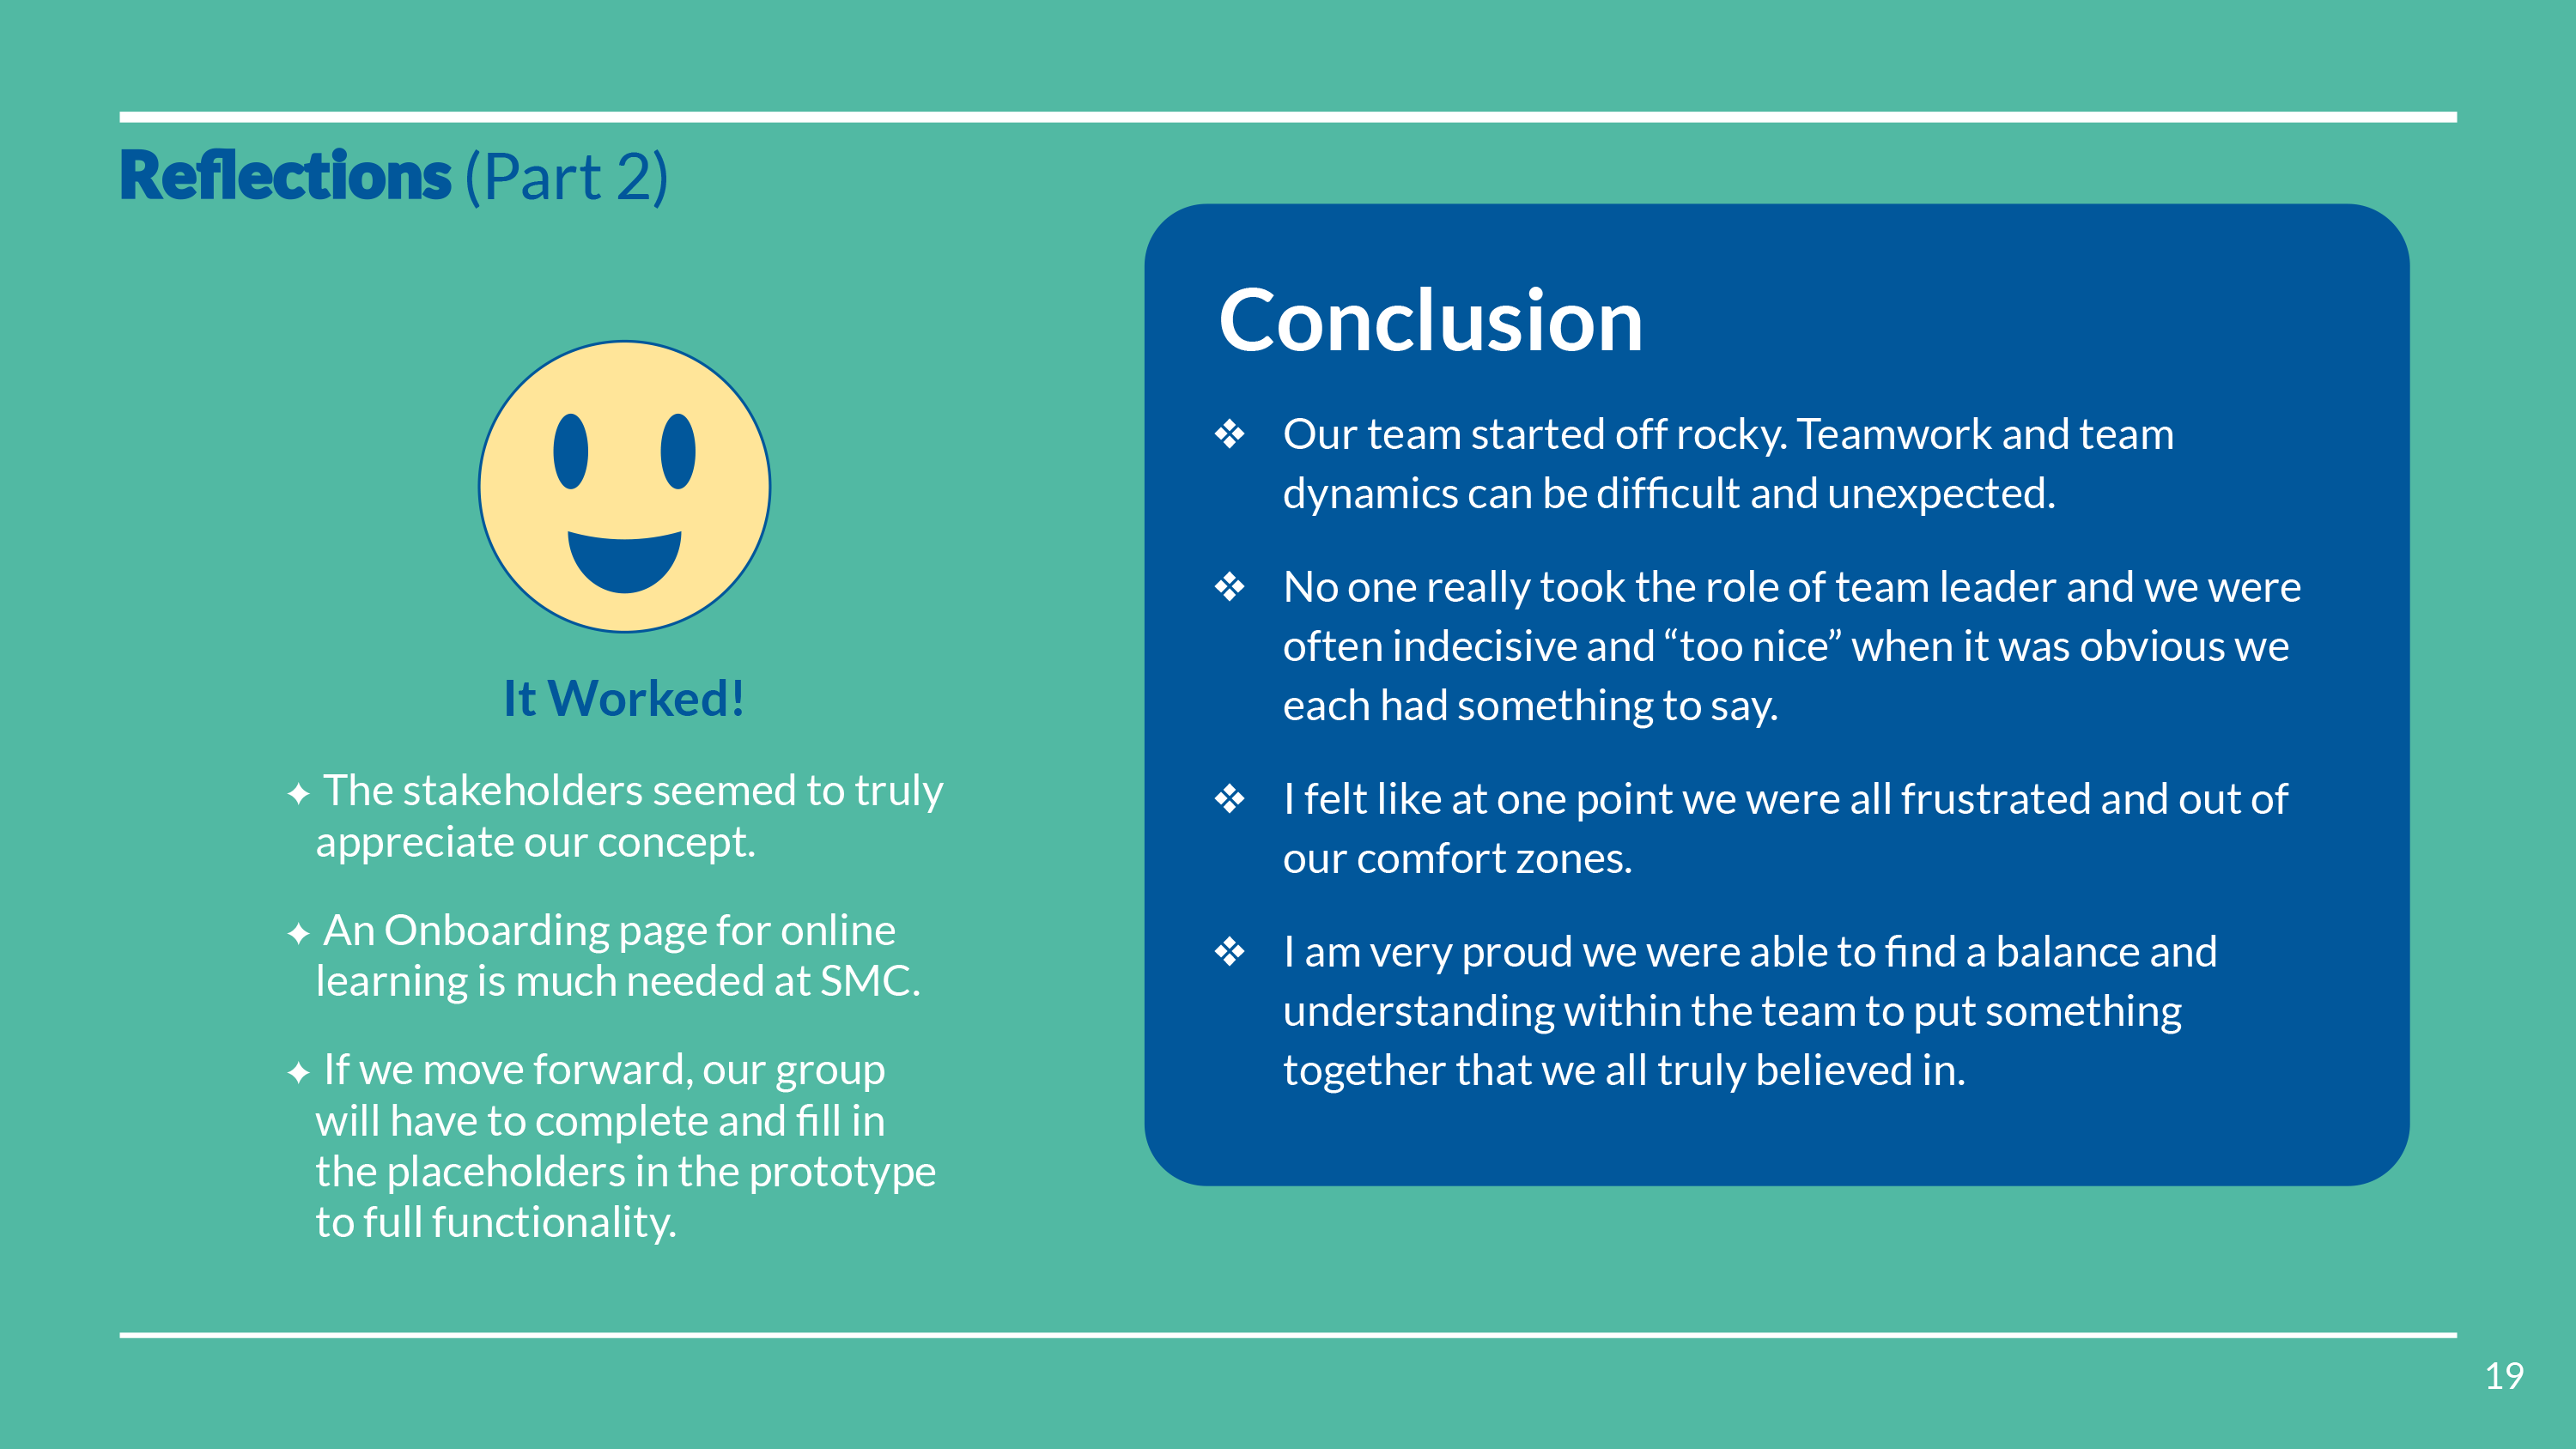 Reflections (Part 2)
It Worked!
✦ The stakeholders seemed to truly
appreciate our concept.
✦ An Onboarding page for online
learning is much needed at SMC.
✦ If we move forward, our group
will have to complete and fill in
the placeholders in the prototype
to full functionality.
Conclusion
❖ Our team started off rocky. Teamwork and team
dynamics can be difficult and unexpected.
❖ No one really took the role of team leader and we were
often indecisive and “too nice” when it was obvious we
each had something to say.
❖ I felt like at one point we were all frustrated and out of
our comfort zones.
❖ I am very proud we were able to find a balance and
understanding within the team to put something
together that we all truly believed in.
19